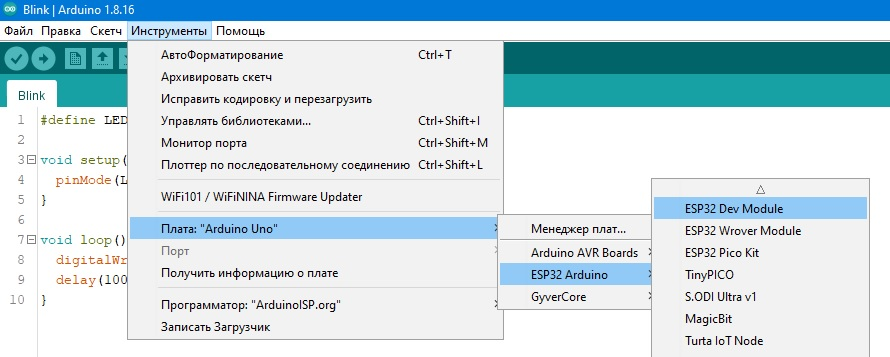 Blink | Arduino 1.8.16
Файл Правка Скетч Инструменты Помощь
Blink
1 #define LED
2
3 void setup(
4 pinMode(L
5 }
6
7 void loop()
8 digitalWr
9 delay(100
10 }
АвтоФорматирование Ctrl+T
Архивировать скетч
Исправить кодировку и перезагрузить
Управлять библиотеками... Ctrl+Shift+I
Монитор порта Ctrl+Shift+M
Плоттер по последовательному соединению Ctrl+Shift+L
WiFi101 / WiFiNINA Firmware Updater
Плата: "Arduino Uno"
Порт
Получить информацию о плате
Программатор: "ArduinoISP.org"
Записать Загрузчик
Менеджер плат...
Arduino AVR Boards
ESP32 Arduino
GyverCore
ESP32 Dev Module
ESP32 Wrover Module
ESP32 Pico Kit
TinyPICO
S.ODI Ultra v1
MagicBit
Turta IoT Node